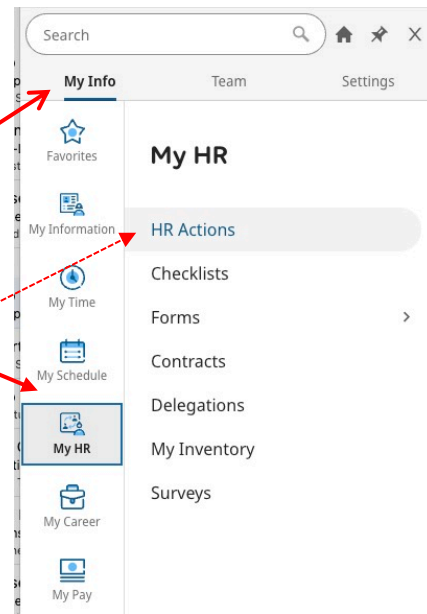 Search
X
My Info Team Settings
Favorites
My HR
My Information
HR Actions
Checklists
My Time
Forms
My Schedule
Contracts
Delegations
My HR
My Inventory
Surveys
My Career
My Pay